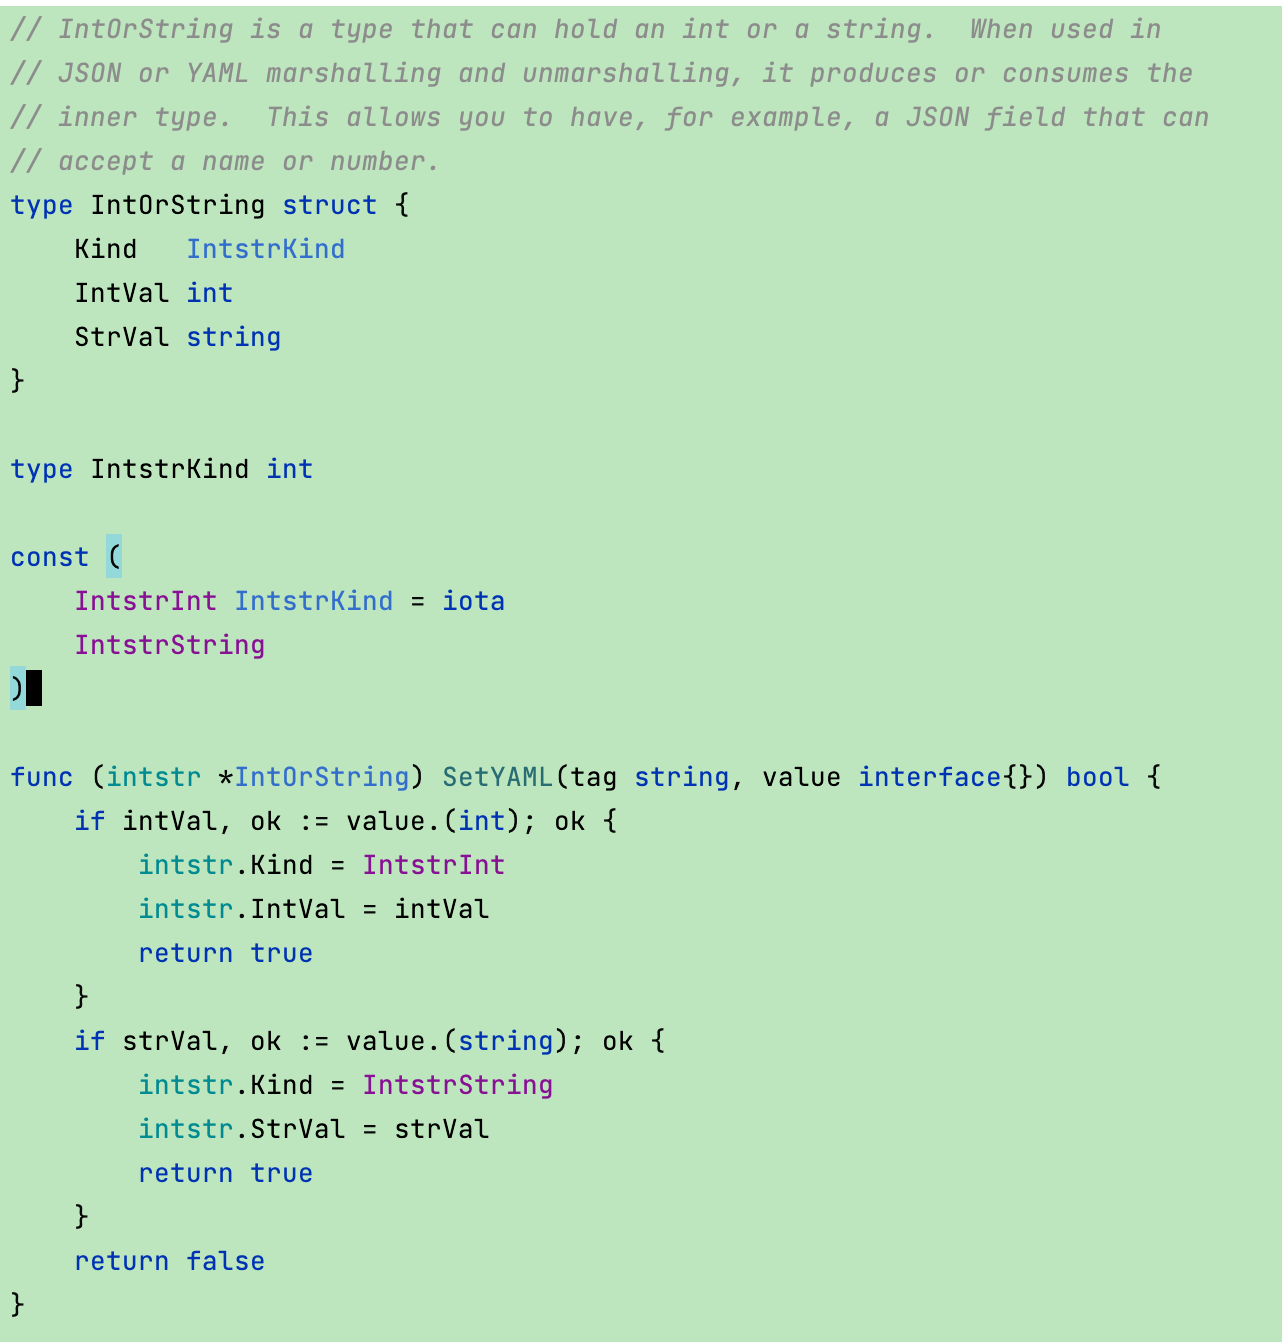 // IntOrString is a type that can hold an int or a string.  When used in
// JSON or YAML marshalling and unmarshalling, it produces or consumes the
// inner type.  This allows you to have, for example, a JSON field that can
// accept a name or number.
type IntOrString struct {
    Kind   IntstrKind
    IntVal int
    StrVal string
}

type IntstrKind int

const (
    IntstrInt IntstrKind = iota
    IntstrString
)

func (intstr *IntOrString) SetYAML(tag string, value interface{}) bool {
    if intVal, ok := value.(int); ok {
        intstr.Kind = IntstrInt
        intstr.IntVal = intVal
        return true
    }
    if strVal, ok := value.(string); ok {
        intstr.Kind = IntstrString
        intstr.StrVal = strVal
        return true
    }
    return false
}